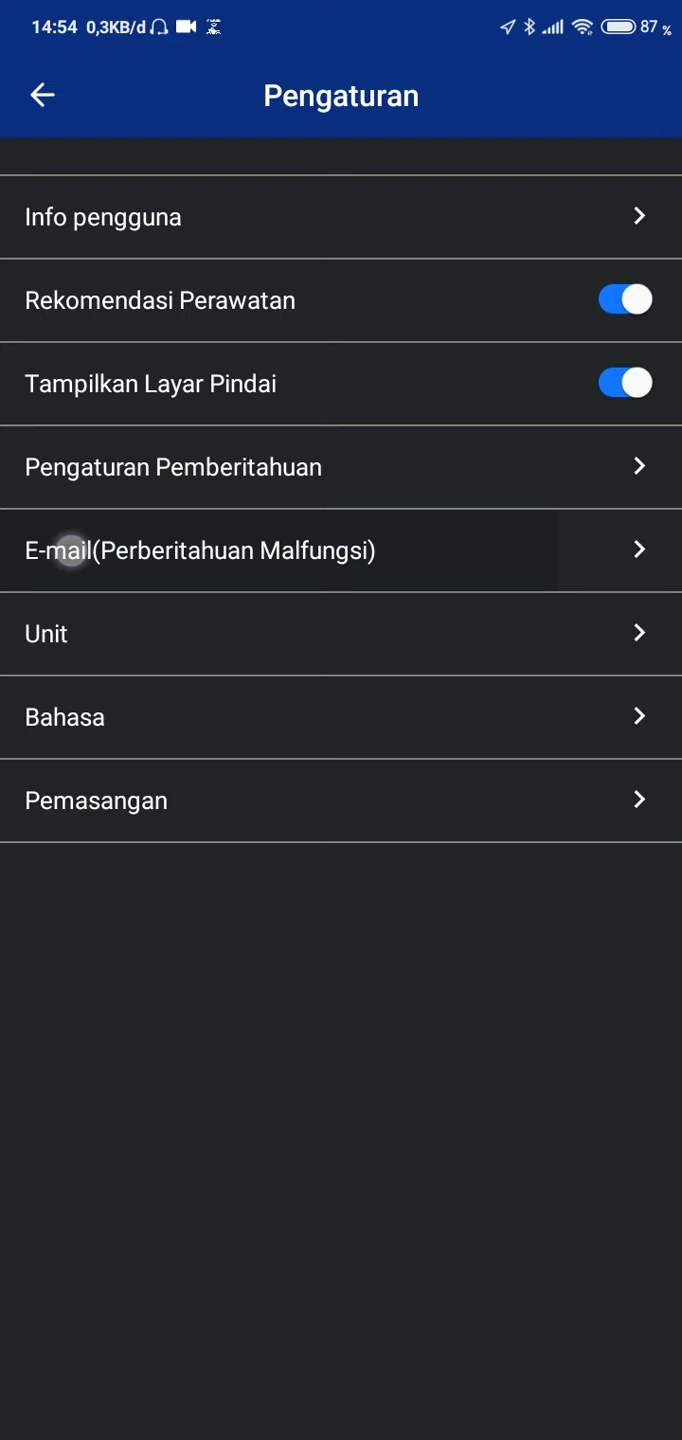 14:54 0,3KB/d 87 %
Pengaturan
Info pengguna
Rekomendasi Perawatan
Tampilkan Layar Pindai
Pengaturan Pemberitahuan
E-mail(Perberitahuan Malfungsi)
Unit
Bahasa
Pemasangan